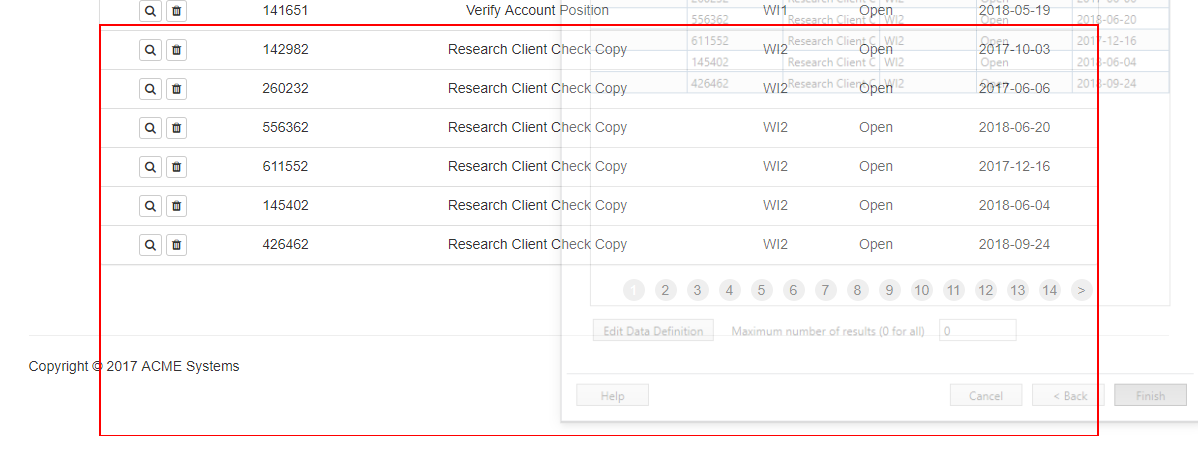 141651 Verify Account Position WI1 Open 2018-05-19
556362 Research Client C WI2 Open 2018-06-20
142982 Research Client Check Copy WI2 Open 2017-10-03
611552 Research Client C WI2 Open 2017-12-16
145402 Research Client C WI2 Open 2018-06-04
260232 Research Client Check Copy WI2 Open 2017-06-06
426462 Research Client C WI2 Open 2018-09-24
556362 Research Client Check Copy WI2 Open 2018-06-20
611552 Research Client Check Copy WI2 Open 2017-12-16
145402 Research Client Check Copy WI2 Open 2018-06-04
426462 Research Client Check Copy WI2 Open 2018-09-24
1 2 3 4 5 6 7 8 9 10 11 12 13 14 >
Edit Data Definition Maximum number of results (0 for all) 0
Copyright © 2017 ACME Systems
Help Cancel < Back Finish